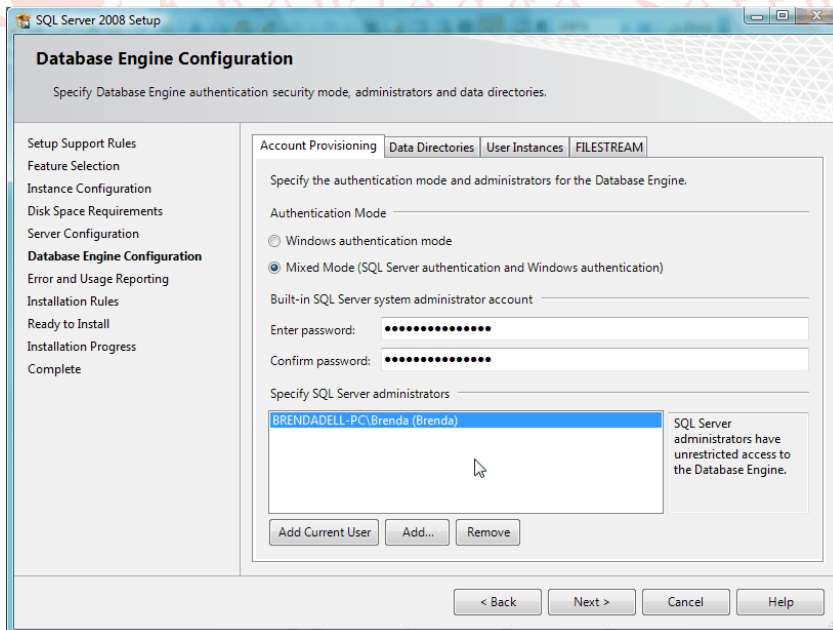 SQL Server 2008 Setup
Database Engine Configuration
Specify Database Engine authentication security mode, administrators and data directories.
Setup Support Rules
Feature Selection
Instance Configuration
Disk Space Requirements
Server Configuration
Database Engine Configuration
Error and Usage Reporting
Installation Rules
Ready to Install
Installation Progress
Complete
Account Provisioning
Data Directories
User Instances
FILESTREAM
Specify the authentication mode and administrators for the Database Engine.
Authentication Mode
Windows authentication mode
Mixed Mode (SQL Server authentication and Windows authentication)
Built-in SQL Server system administrator account
Enter password: ●●●●●●●●●●●●●●●
Confirm password: ●●●●●●●●●●●●●●●
Specify SQL Server administrators
BRENDADELL-PC\Brenda (Brenda)
SQL Server
administrators have
unrestricted access to
the Database Engine.
Add Current User
Add...
Remove
< Back
Next >
Cancel
Help